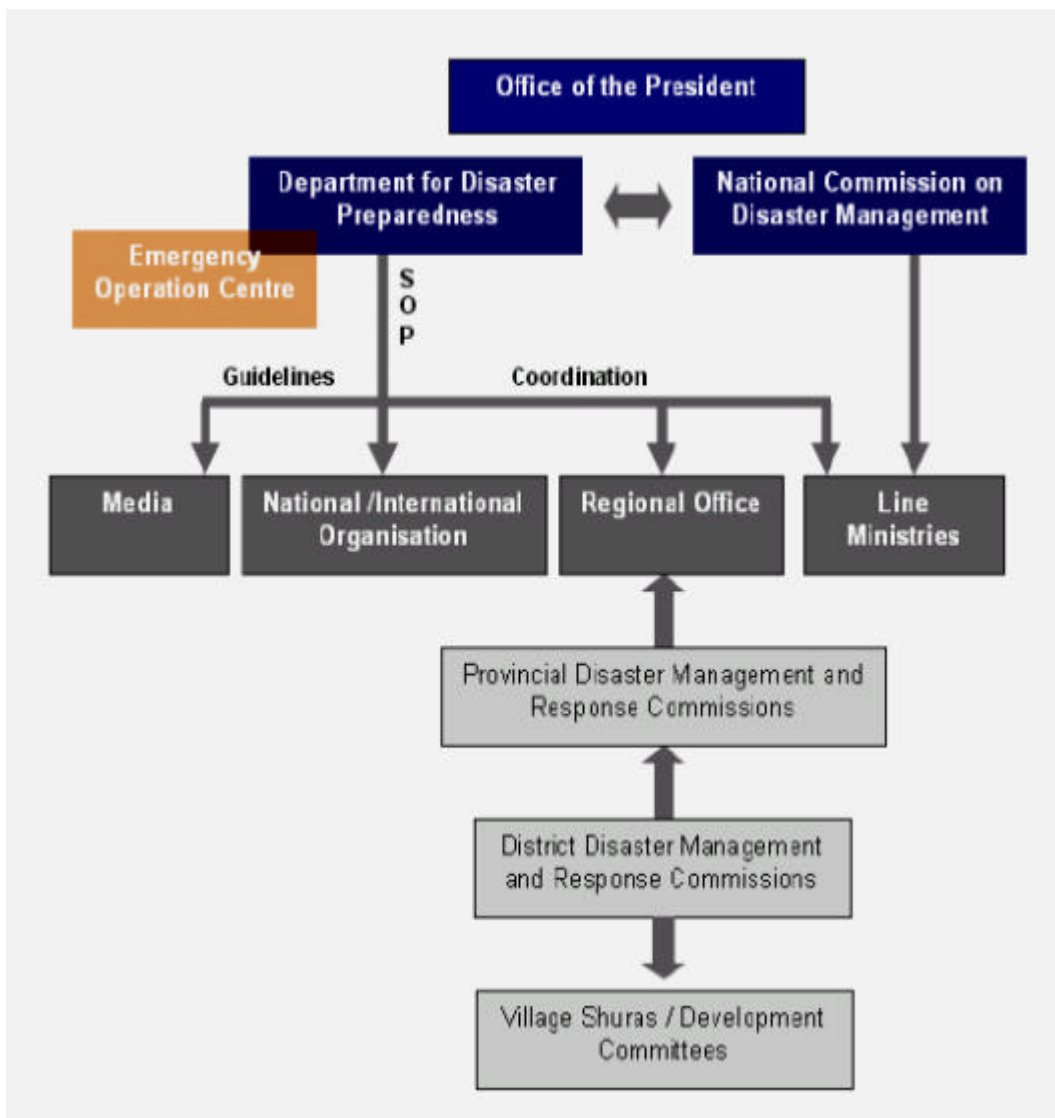 Office of the President
Department for Disaster
Preparedness
National Commission on
Disaster Management
Emergency
Operation Centre
S
O
P
Guidelines
Coordination
Media
National /International
Organisation
Regional Office
Line
Ministries
Provincial Disaster Management and
Response Commissions
District Disaster Management
and Response Commissions
Village Shuras / Development
Committees